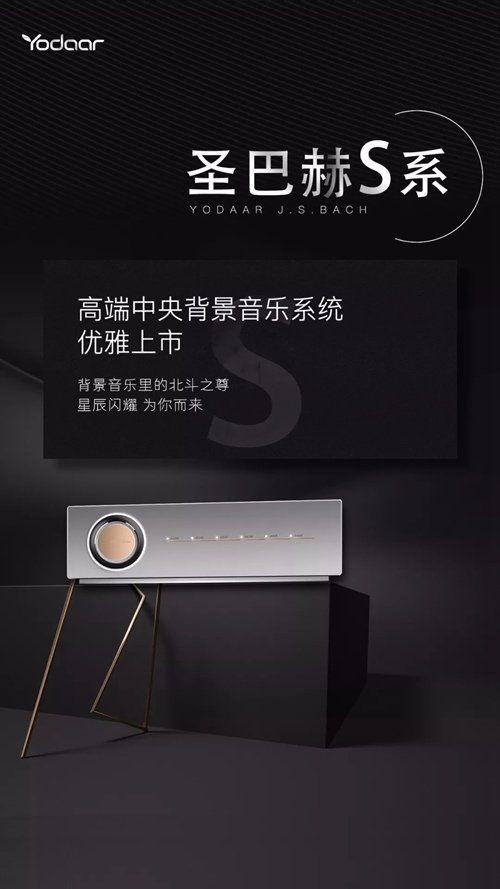 Yodaar
圣巴赫S系
YODAAR J.S.BACH
高端中央背景音乐系统
优雅上市
背景音乐里的北斗之尊
星辰闪耀 为你而来
S